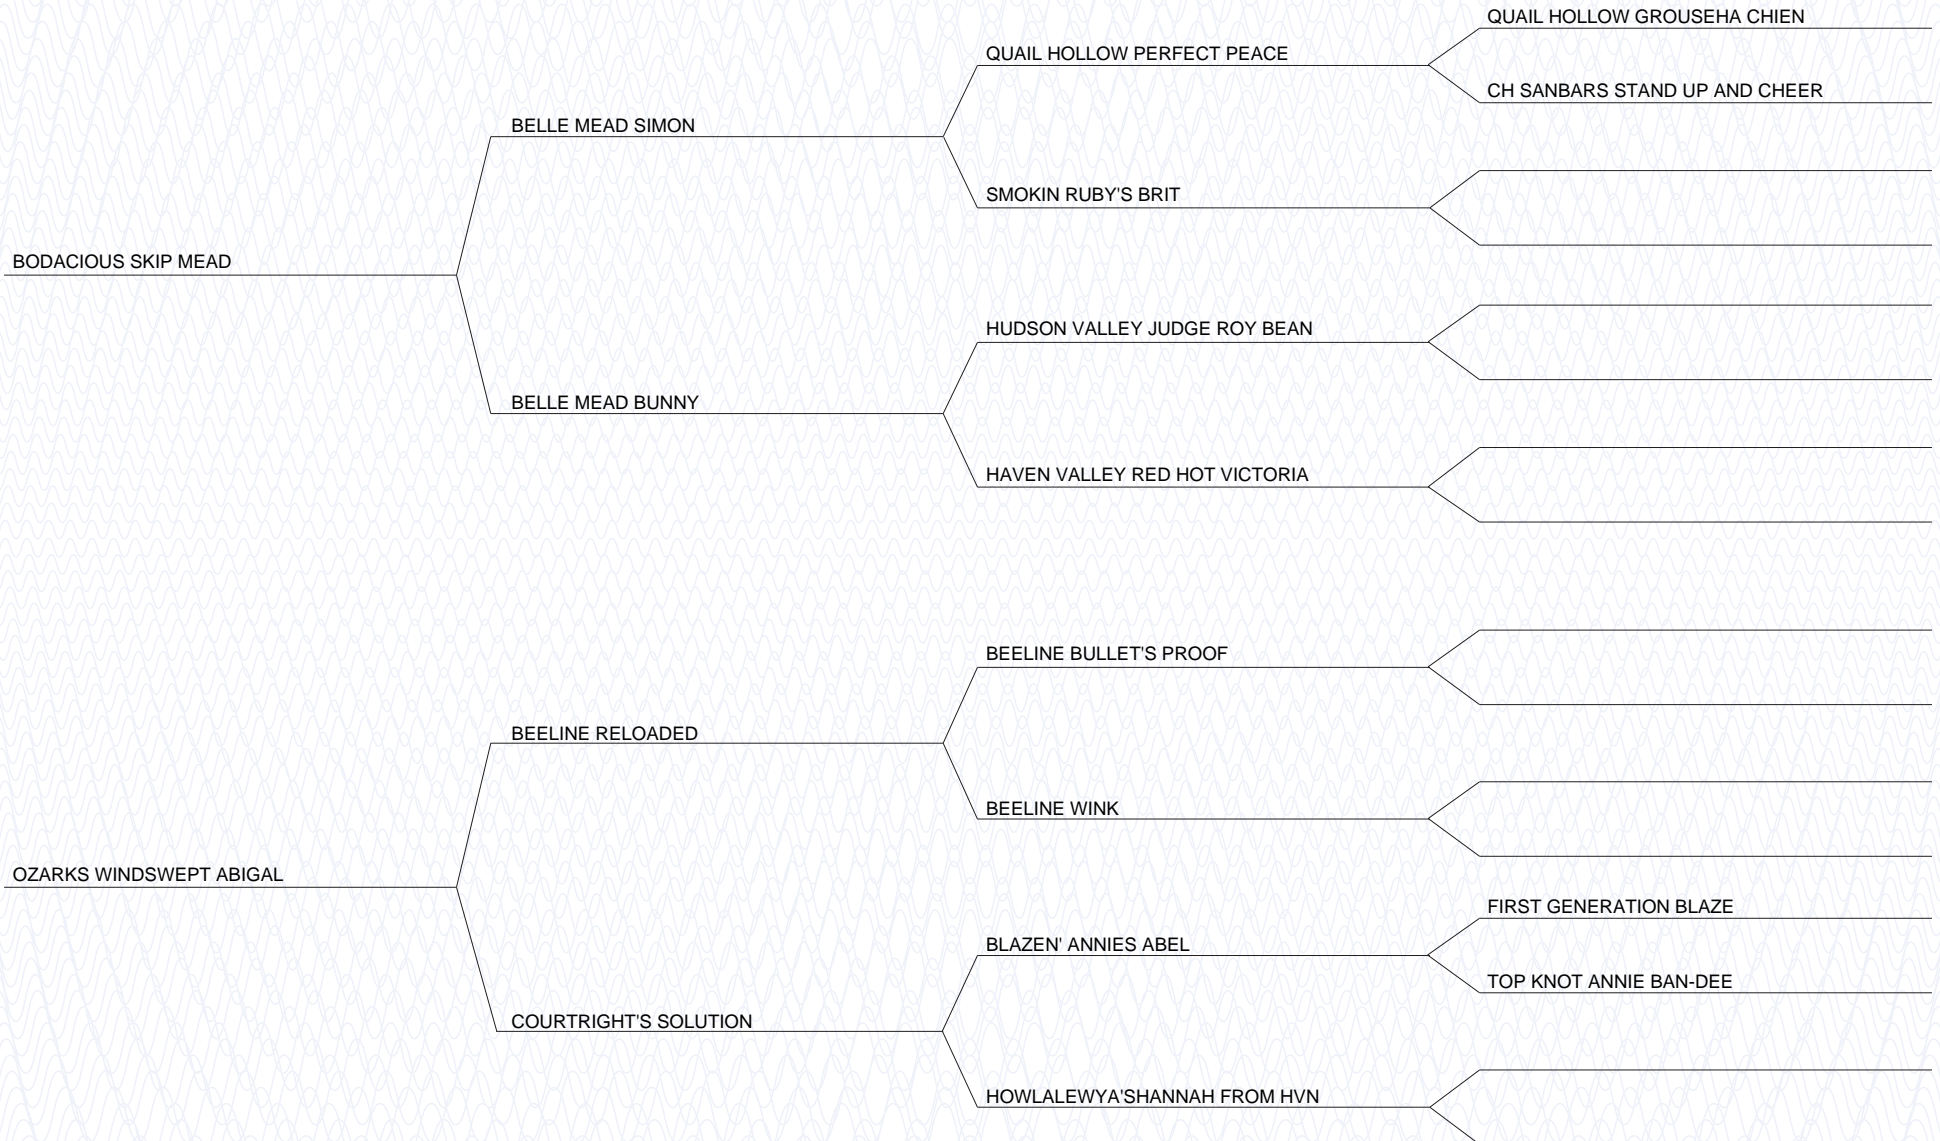 QUAIL HOLLOW GROUSEHA CHIEN
QUAIL HOLLOW PERFECT PEACE
CH SANBARS STAND UP AND CHEER
BELLE MEAD SIMON
SMOKIN RUBY'S BRIT
BODACIOUS SKIP MEAD
HUDSON VALLEY JUDGE ROY BEAN
BELLE MEAD BUNNY
HAVEN VALLEY RED HOT VICTORIA
BEELINE BULLET'S PROOF
BEELINE RELOADED
BEELINE WINK
OZARKS WINDSWEPT ABIGAL
FIRST GENERATION BLAZE
BLAZEN' ANNIES ABEL
TOP KNOT ANNIE BAN-DEE
COURTRIGHT'S SOLUTION
HOWLALEWYA'SHANNAH FROM HVN